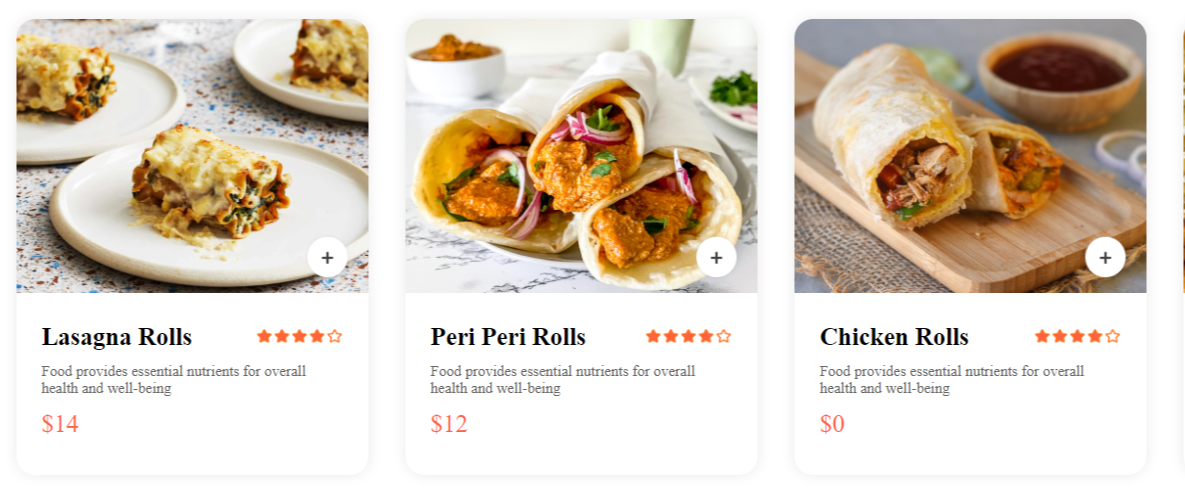 Lasagna Rolls
Food provides essential nutrients for overall
health and well-being
$14
Peri Peri Rolls
Food provides essential nutrients for overall
health and well-being
$12
Chicken Rolls
Food provides essential nutrients for overall
health and well-being
$0